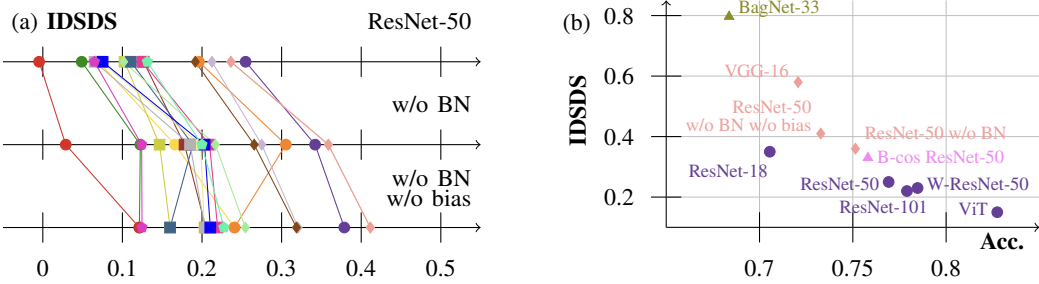 (a) IDSDS ResNet-50
w/o BN
w/o BN
w/o bias
0 0.1 0.2 0.3 0.4 0.5
(b)
IDSDS
0.8
0.6
0.4
0.2
BagNet-33
VGG-16
ResNet-50
w/o BN w/o bias
ResNet-50 w/o BN
B-cos ResNet-50
ResNet-18
ResNet-50
W-ResNet-50
ResNet-101
ViT
Acc.
0.7 0.75 0.8